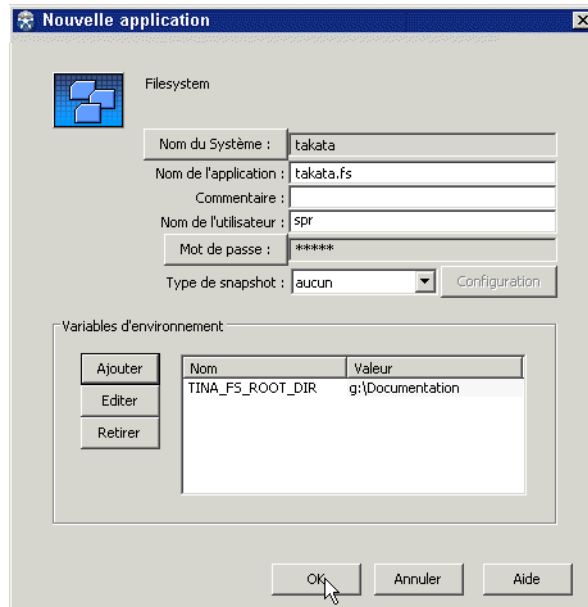 Nouvelle application
Filesystem
Nom du Système : takata
Nom de l'application : takata.fs
Commentaire :
Nom de l'utilisateur : spr
Mot de passe : *****
Type de snapshot : aucun Configuration
Variables d'environnement
Ajouter
Editer
Retirer
Nom Valeur
TINA_FS_ROOT_DIR g:\Documentation
OK Annuler Aide